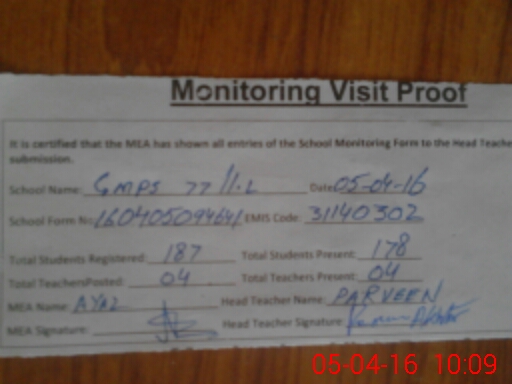 Monitoring Visit Proof
It is certified that the MEA has shown all entries of the School Monitoring Form to the Head Teache
submission.
School Name: GMPS 77 11.L Date 05-04-16
School Form No: 160405094641 EMIS Code: 31140302
Total Students Registered: 187 Total Students Present: 178
Total TeachersPosted: 04 Total Teachers Present: 04
MEA Name: AYAZ Head Teacher Name: PARVEEN
MEA Signature: Head Teacher Signature
05-04-16 10:09